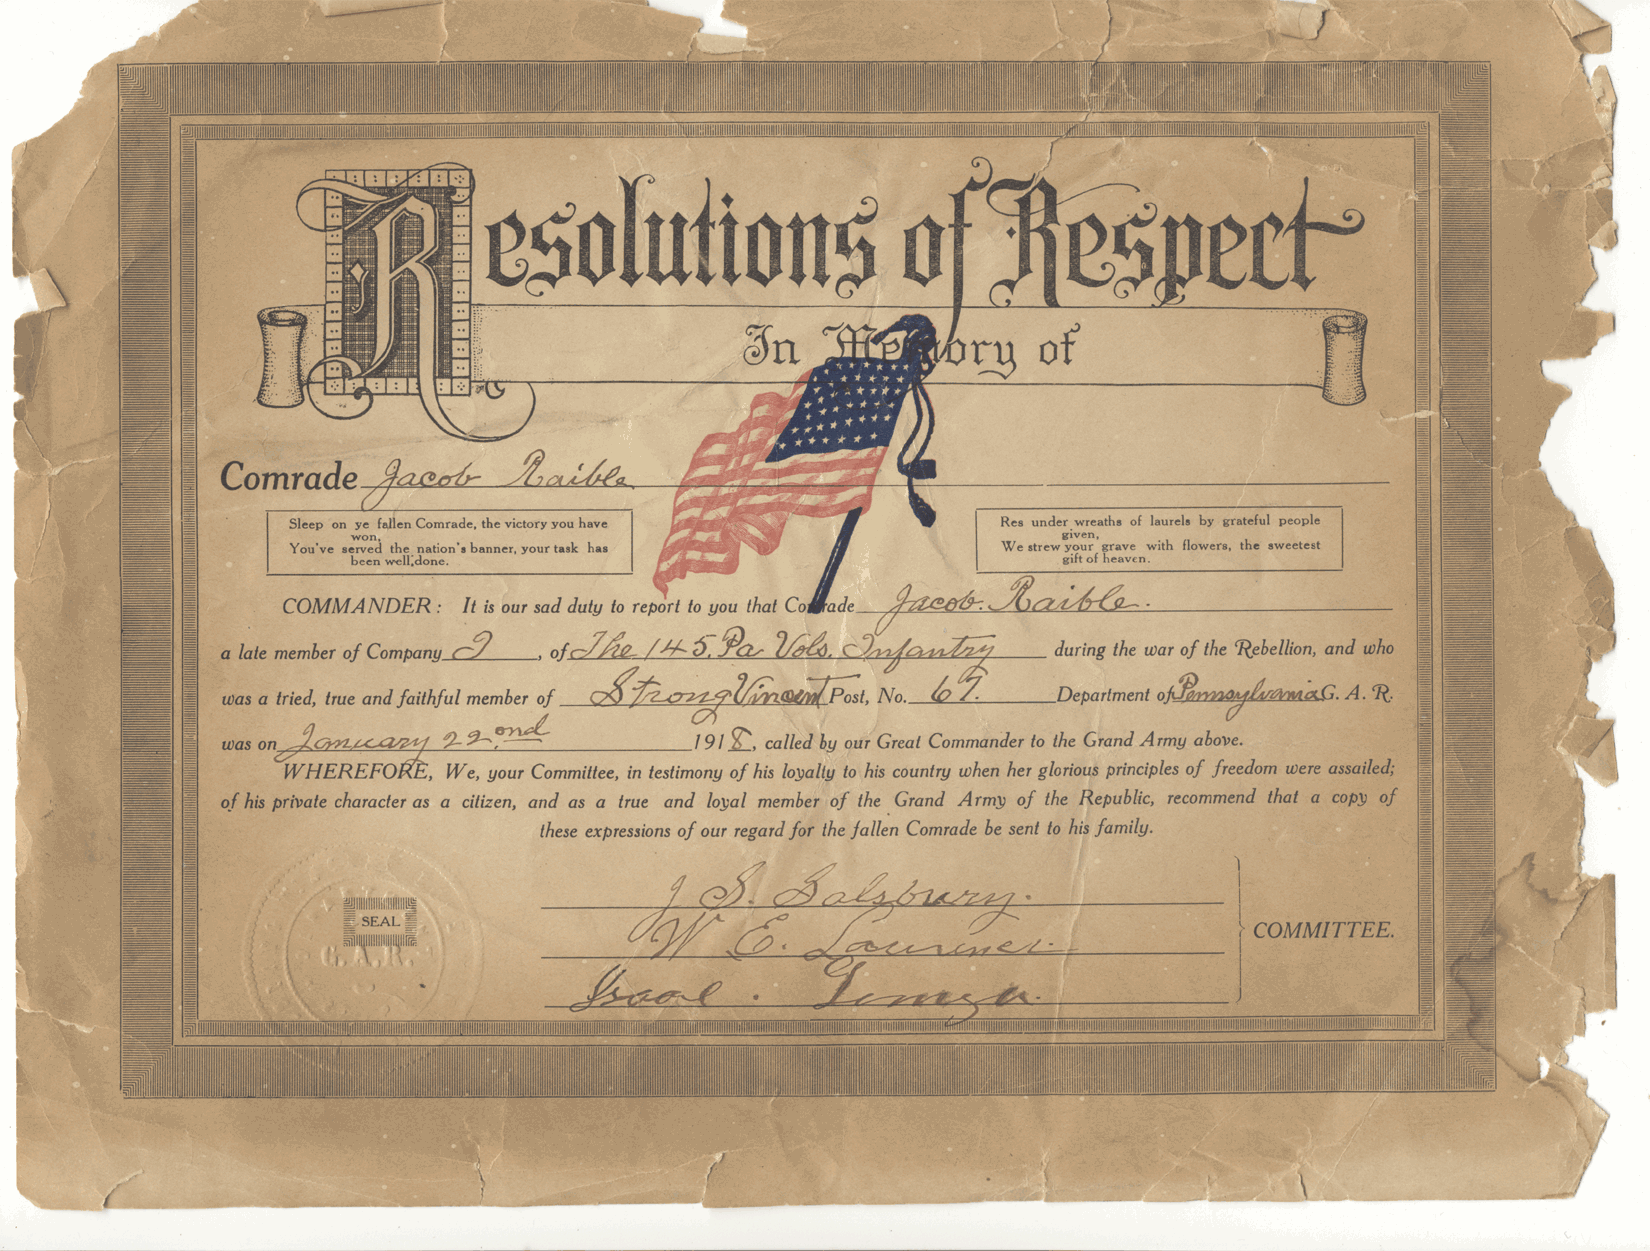 Resolutions of Respect
In Memory of
Comrade Jacob Raible
Sleep on ye fallen Comrade, the victory you have
won,
You've served the nation's banner, your task has
been well done.
Res under wreaths of laurels by grateful people
given,
We strew your grave with flowers, the sweetest
gift of heaven.
COMMANDER: It is our sad duty to report to you that Comrade Jacob. Raible.
a late member of Company I, of The 145. Pa Vols. Infantry during the war of the Rebellion, and who
was a tried, true and faithful member of Strong Vincent Post, No. 67. Department of Pennsylvania G. A. R.
was on January 22.ond 1918, called by our Great Commander to the Grand Army above.
WHEREFORE, We, your Committee, in testimony of his loyalty to his country when her glorious principles of freedom were assailed;
of his private character as a citizen, and as a true and loyal member of the Grand Army of the Republic, recommend that a copy of
these expressions of our regard for the fallen Comrade be sent to his family.
J S. Salsbury.
W E.
COMMITTEE.
SEAL
G.A.R.